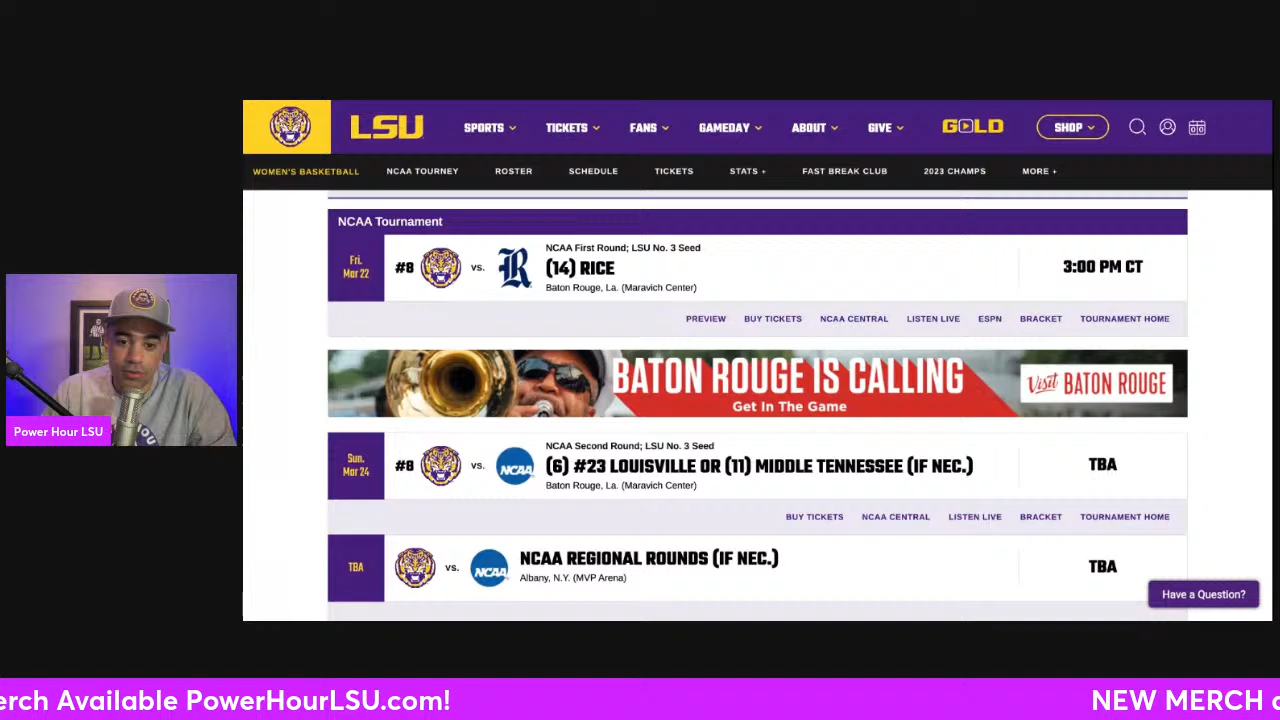 LSU
SPORTS
TICKETS
FANS
GAMEDAY
ABOUT
GIVE
GOLD
SHOP
WOMEN'S BASKETBALL
NCAA TOURNEY
ROSTER
SCHEDULE
TICKETS
STATS +
FAST BREAK CLUB
2023 CHAMPS
MORE +
NCAA Tournament
Fri.
Mar 22
#8
vs.
R
NCAA First Round; LSU No. 3 Seed
(14) RICE
Baton Rouge, La. (Maravich Center)
3:00 PM CT
PREVIEW
BUY TICKETS
NCAA CENTRAL
LISTEN LIVE
ESPN
BRACKET
TOURNAMENT HOME
BATON ROUGE IS CALLING
Get In The Game
Visit BATON ROUGE
Sun.
Mar 24
#8
vs.
NCAA
NCAA Second Round; LSU No. 3 Seed
(6) #23 LOUISVILLE OR (11) MIDDLE TENNESSEE (IF NEC.)
Baton Rouge, La. (Maravich Center)
TBA
BUY TICKETS
NCAA CENTRAL
LISTEN LIVE
BRACKET
TOURNAMENT HOME
TBA
vs.
NCAA
NCAA REGIONAL ROUNDS (IF NEC.)
Albany, N.Y. (MVP Arena)
TBA
Have a Question?
Power Hour LSU
erch Available PowerHourLSU.com!
NEW MERCH